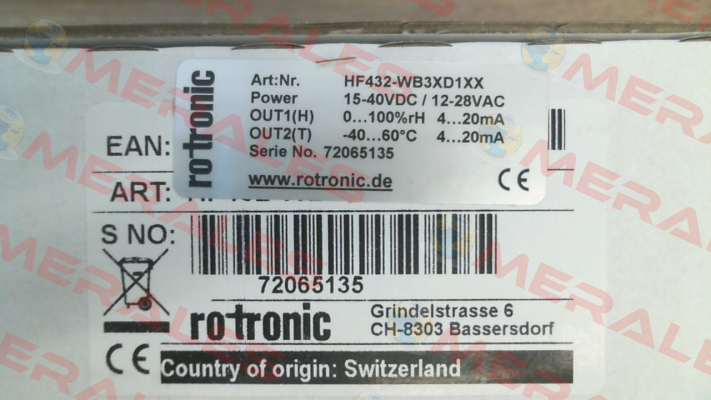 rotronic
Art:Nr. HF432-WB3XD1XX
Power 15-40VDC / 12-28VAC
OUT1(H) 0...100%rH 4...20mA
OUT2(T) -40...60°C 4...20mA
Serie No. 72065135
www.rotronic.de CE
EAN:
ART:
S NO:
72065135
rotronic
Grindelstrasse 6
CH-8303 Bassersdorf
CE Country of origin: Switzerland
MERALES